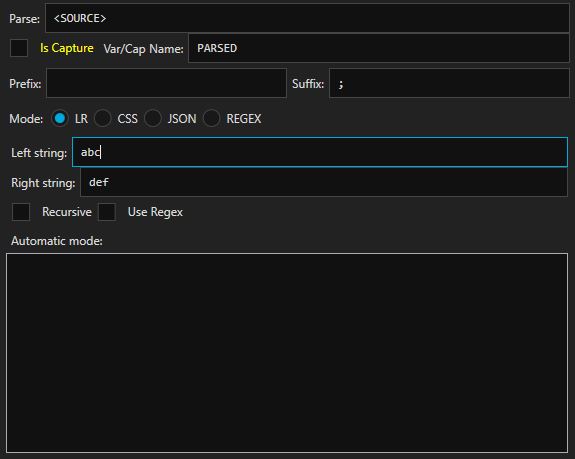 Parse: <SOURCE>
Is Capture Var/Cap Name: PARSED
Prefix: Suffix: ;
Mode: LR CSS JSON REGEX
Left string: abc
Right string: def
Recursive Use Regex
Automatic mode: